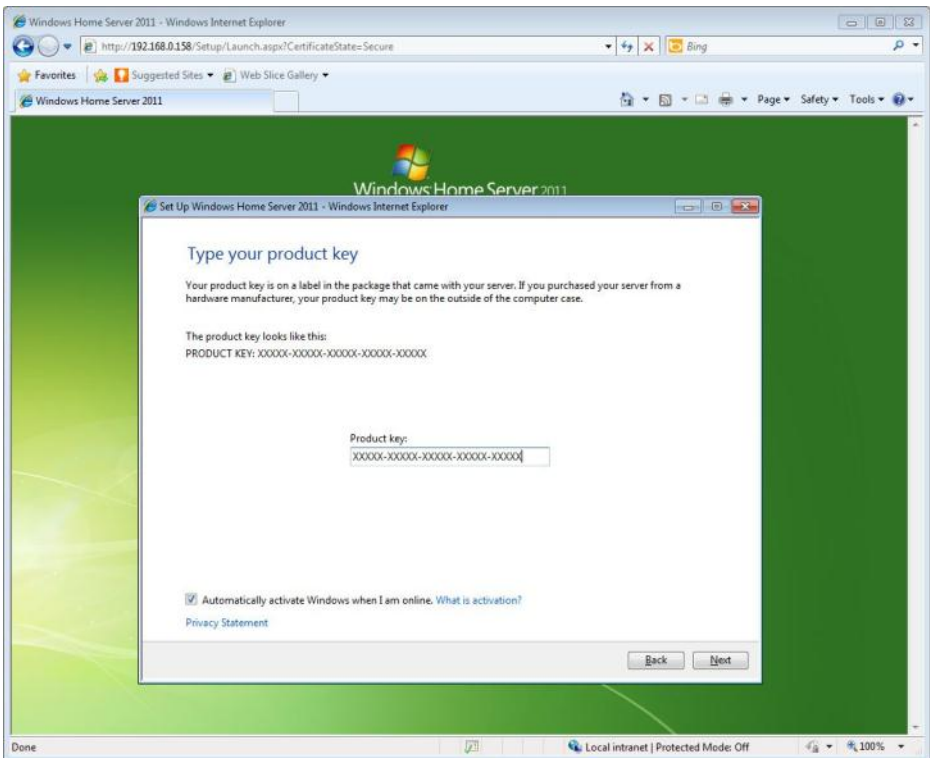 Windows Home Server 2011 - Windows Internet Explorer
http://192.168.0.158/Setup/Launch.aspx?CertificateState=Secure
Bing
Favorites
Suggested Sites
Web Slice Gallery
Windows Home Server 2011
Page
Safety
Tools
Windows Home Server 2011
Set Up Windows Home Server 2011 - Windows Internet Explorer
Type your product key
Your product key is on a label in the package that came with your server. If you purchased your server from a
hardware manufacturer, your product key may be on the outside of the computer case.
The product key looks like this:
PRODUCT KEY: XXXXX-XXXXX-XXXXX-XXXXX-XXXXX
Product key:
XXXXX-XXXXX-XXXXX-XXXXX-XXXXX
Automatically activate Windows when I am online. What is activation?
Privacy Statement
Back
Next
Done
Local intranet | Protected Mode: Off
100%